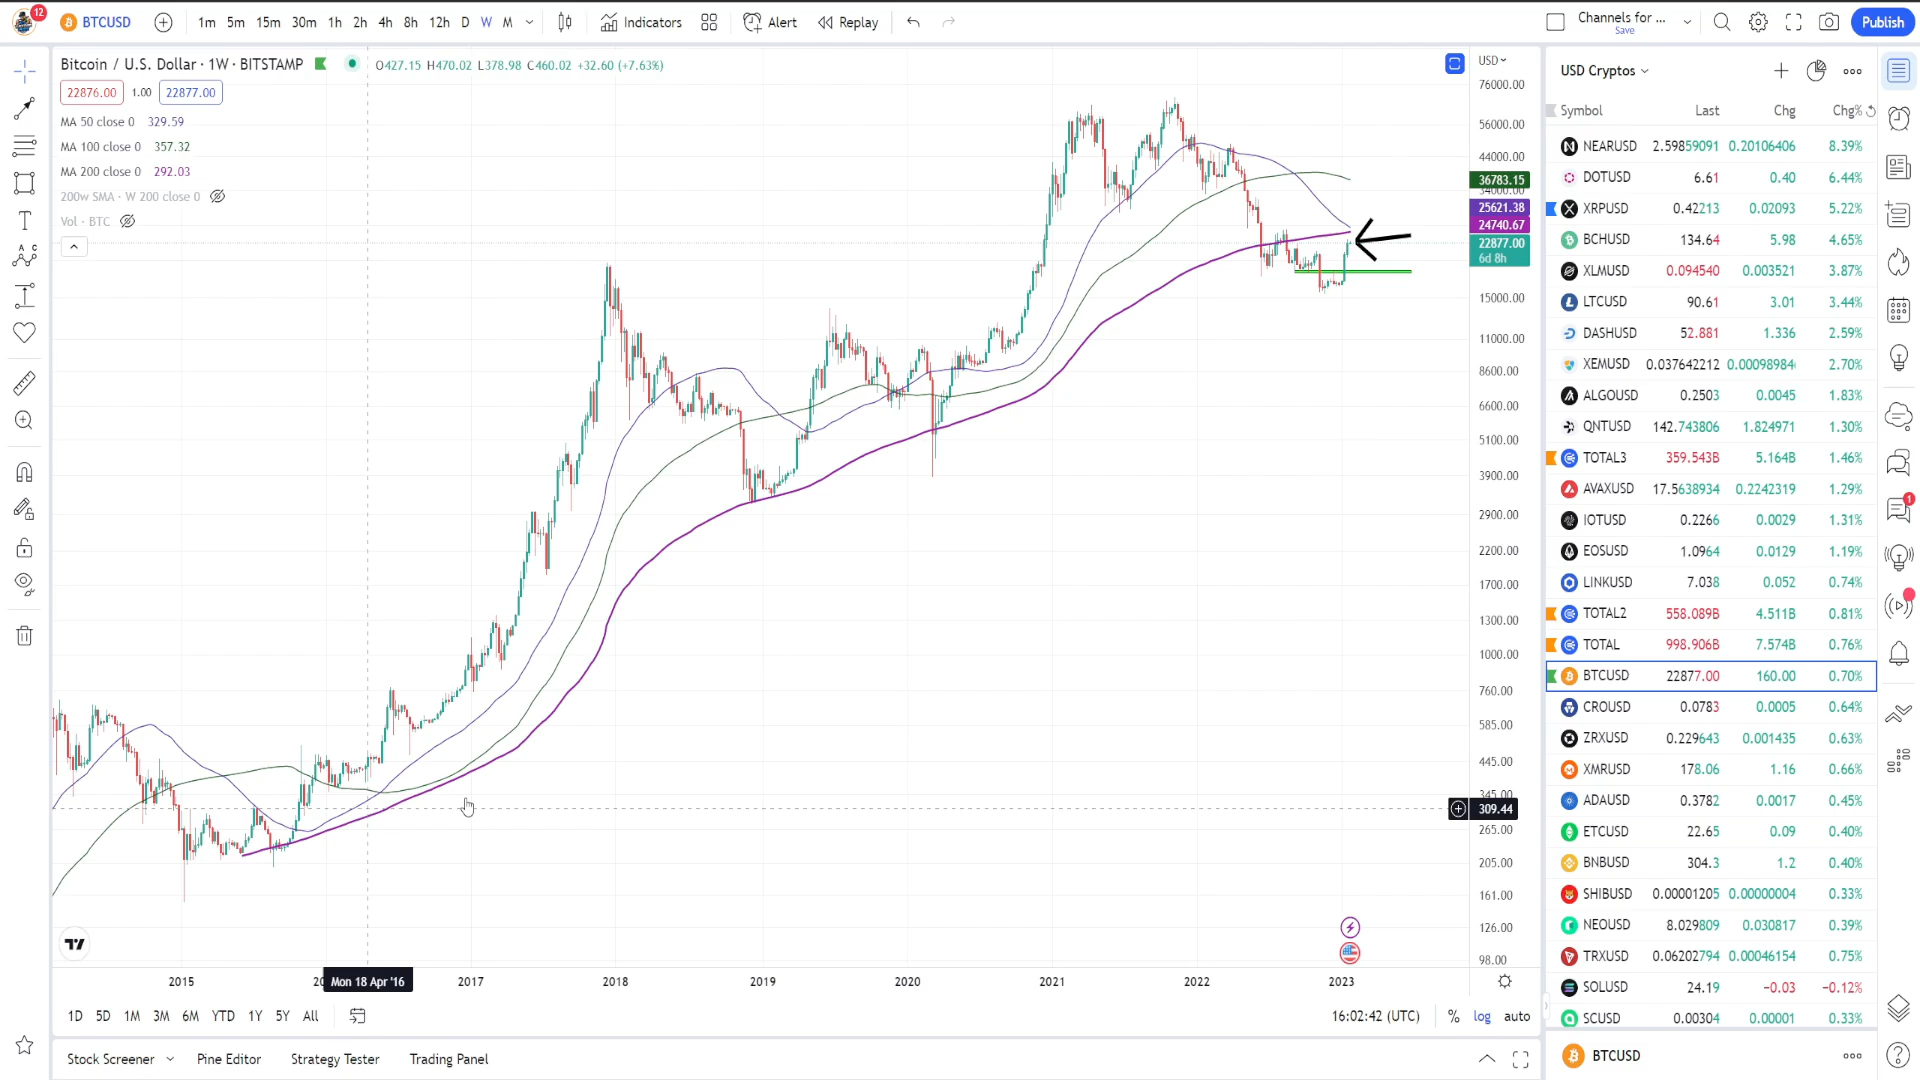 12
BTCUSD
1m 5m 15m 30m 1h 2h 4h 8h 12h D W M
Indicators
Alert
Replay
Channels for ...
Save
Publish
Bitcoin / U.S. Dollar · 1W · BITSTAMP
O427.15 H470.02 L378.98 C460.02 +32.60 (+7.63%)
22876.00 1.00 22877.00
MA 50 close 0 329.59
MA 100 close 0 357.32
MA 200 close 0 292.03
200w SMA · W 200 close 0
Vol · BTC
USD
76000.00
56000.00
44000.00
36783.15
34000.00
25621.38
24740.67
22877.00
6d 8h
15000.00
11000.00
8600.00
6600.00
5100.00
3900.00
2900.00
2200.00
1700.00
1300.00
1000.00
760.00
585.00
445.00
345.00
309.44
265.00
205.00
161.00
126.00
98.00
2015
Mon 18 Apr '16
2017 2018 2019 2020 2021 2022 2023
1D 5D 1M 3M 6M YTD 1Y 5Y All
16:02:42 (UTC) % log auto
Stock Screener Pine Editor Strategy Tester Trading Panel
USD Cryptos
Symbol Last Chg Chg%
NEARUSD 2.59859091 0.20106406 8.39%
DOTUSD 6.61 0.40 6.44%
XRPUSD 0.42213 0.02093 5.22%
BCHUSD 134.64 5.98 4.65%
XLMUSD 0.094540 0.003521 3.87%
LTCUSD 90.61 3.01 3.44%
DASHUSD 52.881 1.336 2.59%
XEMUSD 0.037642212 0.00098984 2.70%
ALGOUSD 0.2503 0.0045 1.83%
QNTUSD 142.743806 1.824971 1.30%
TOTAL3 359.543B 5.164B 1.46%
AVAXUSD 17.5638934 0.2242319 1.29%
IOTUSD 0.2266 0.0029 1.31%
EOSUSD 1.0964 0.0129 1.19%
LINKUSD 7.038 0.052 0.74%
TOTAL2 558.089B 4.511B 0.81%
TOTAL 998.906B 7.574B 0.76%
BTCUSD 22877.00 160.00 0.70%
CROUSD 0.0783 0.0005 0.64%
ZRXUSD 0.229643 0.001435 0.63%
XMRUSD 178.06 1.16 0.66%
ADAUSD 0.3782 0.0017 0.45%
ETCUSD 22.65 0.09 0.40%
BNBUSD 304.3 1.2 0.40%
SHIBUSD 0.00001205 0.00000004 0.33%
NEOUSD 8.029809 0.030817 0.39%
TRXUSD 0.06202794 0.00046154 0.75%
SOLUSD 24.19 −0.03 −0.12%
SCUSD 0.00304 0.00001 0.33%
BTCUSD
1